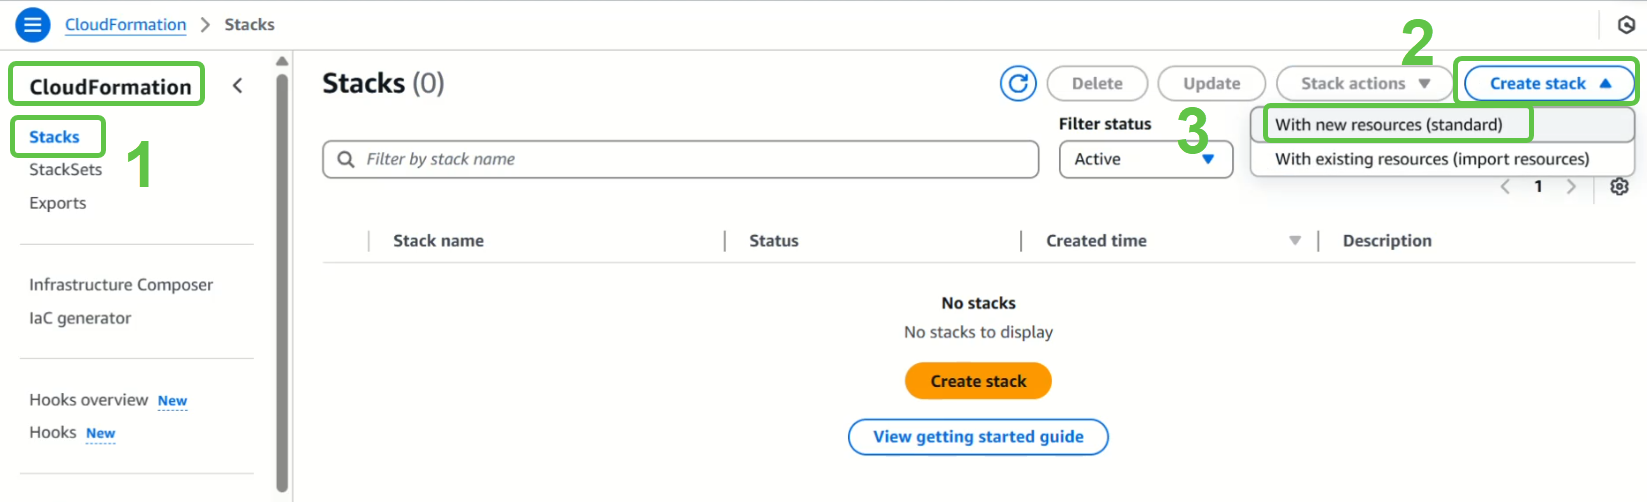 CloudFormation > Stacks
CloudFormation
Stacks
1
StackSets
Exports
Infrastructure Composer
IaC generator
Hooks overview New
Hooks New
Stacks (0)
Delete
Update
Stack actions
2
Create stack
3
With new resources (standard)
With existing resources (import resources)
Filter status
Filter by stack name
Active
1
Stack name
Status
Created time
Description
No stacks
No stacks to display
Create stack
View getting started guide